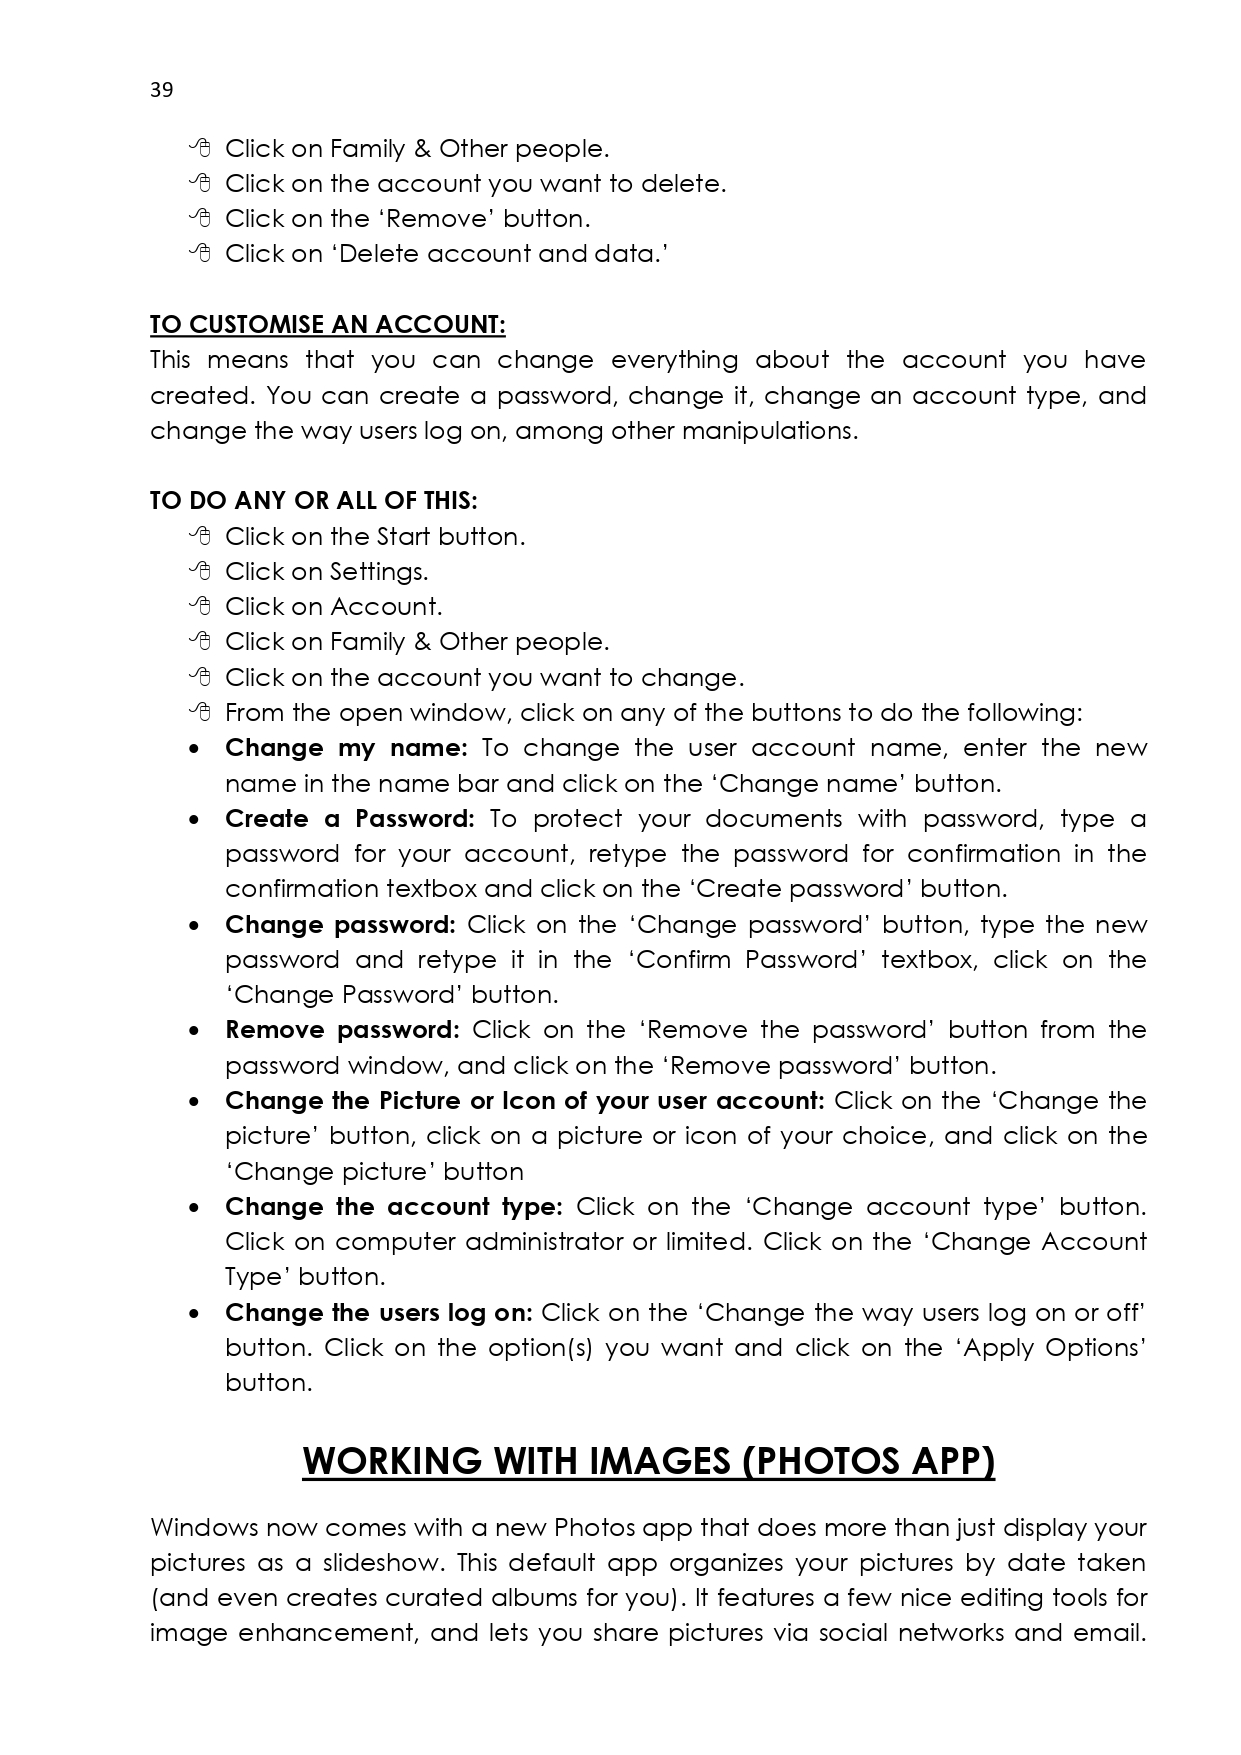 39
Click on Family & Other people.
Click on the account you want to delete.
Click on the ‘Remove’ button.
Click on ‘Delete account and data.’
TO CUSTOMISE AN ACCOUNT:
This means that you can change everything about the account you have
created. You can create a password, change it, change an account type, and
change the way users log on, among other manipulations.
TO DO ANY OR ALL OF THIS:
Click on the Start button.
Click on Settings.
Click on Account.
Click on Family & Other people.
Click on the account you want to change.
From the open window, click on any of the buttons to do the following:
• Change my name: To change the user account name, enter the new
name in the name bar and click on the ‘Change name’ button.
• Create a Password: To protect your documents with password, type a
password for your account, retype the password for confirmation in the
confirmation textbox and click on the ‘Create password’ button.
• Change password: Click on the ‘Change password’ button, type the new
password and retype it in the ‘Confirm Password’ textbox, click on the
‘Change Password’ button.
• Remove password: Click on the ‘Remove the password’ button from the
password window, and click on the ‘Remove password’ button.
• Change the Picture or Icon of your user account: Click on the ‘Change the
picture’ button, click on a picture or icon of your choice, and click on the
‘Change picture’ button
• Change the account type: Click on the ‘Change account type’ button.
Click on computer administrator or limited. Click on the ‘Change Account
Type’ button.
• Change the users log on: Click on the ‘Change the way users log on or off’
button. Click on the option(s) you want and click on the ‘Apply Options’
button.
WORKING WITH IMAGES (PHOTOS APP)
Windows now comes with a new Photos app that does more than just display your
pictures as a slideshow. This default app organizes your pictures by date taken
(and even creates curated albums for you). It features a few nice editing tools for
image enhancement, and lets you share pictures via social networks and email.